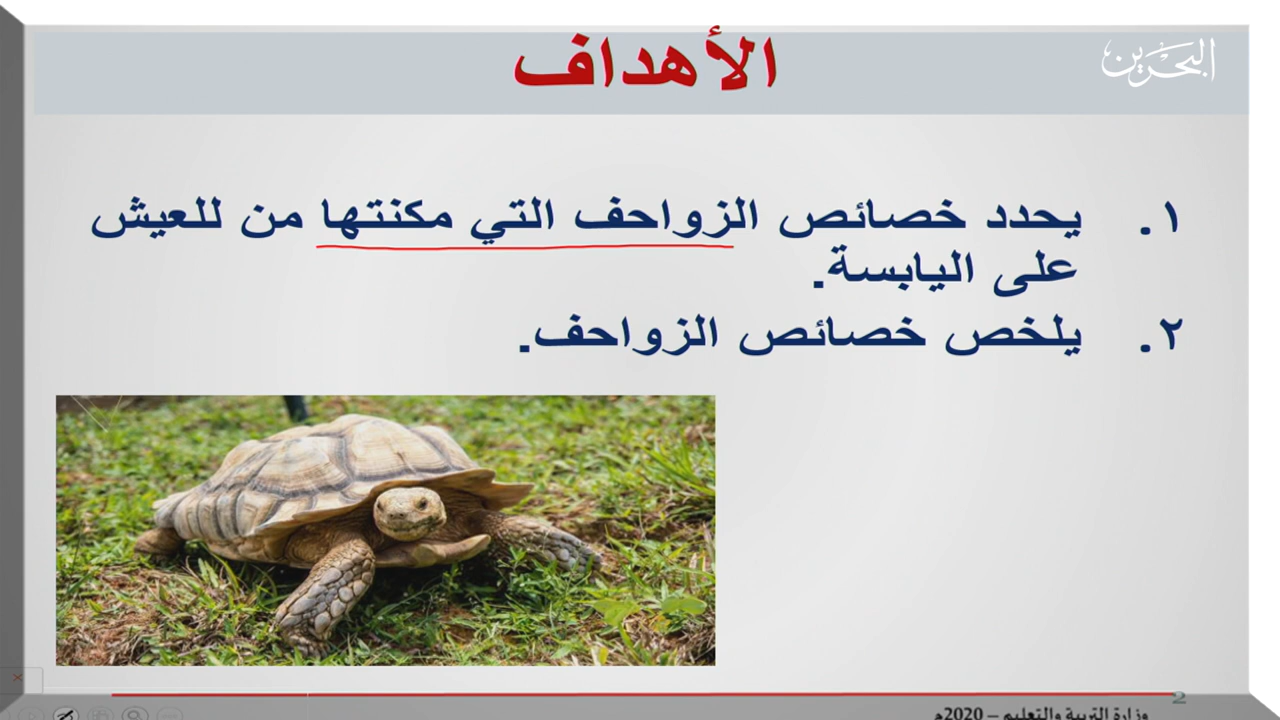 الأهداف
البحرين
١. يحدد خصائص الزواحف التي مكنتها من للعيش
على اليابسة.
٢. يلخص خصائص الزواحف.
2
وزارة التربية والتعليم – 2020م